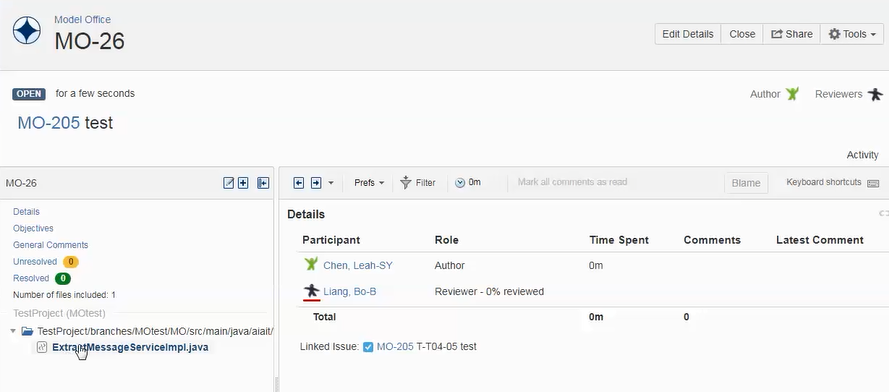 Model Office
MO-26
Edit Details Close Share Tools
OPEN for a few seconds
Author Reviewers
MO-205 test
Activity
MO-26
Prefs Filter 0m Mark all comments as read Blame Keyboard shortcuts
Details
Objectives
General Comments
Unresolved 0
Resolved 0
Number of files included: 1
TestProject (MOtest)
TestProject/branches/MOtest/MO/src/main/java/aiait/
ExtractMessageServiceImpl.java
Details
Participant Role Time Spent Comments Latest Comment
Chen, Leah-SY Author 0m
Liang, Bo-B Reviewer - 0% reviewed
Total 0m 0
Linked Issue: MO-205 T-T04-05 test